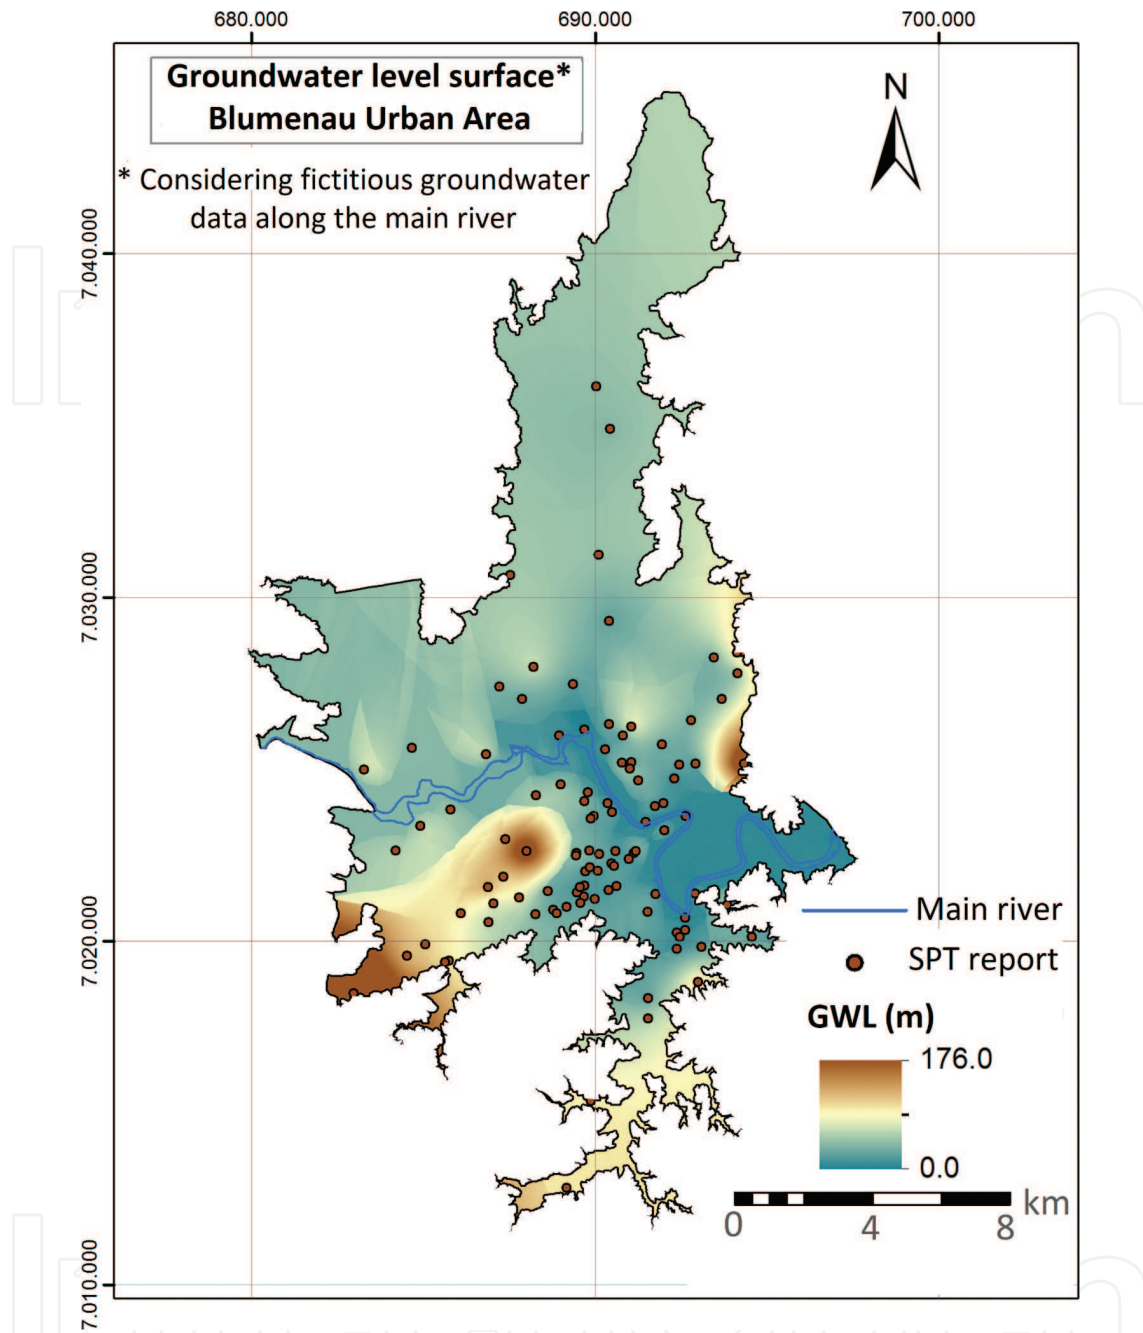 680.000
690.000
700.000
Groundwater level surface*
Blumenau Urban Area
* Considering fictitious groundwater
data along the main river
N
7.040.000
7.030.000
7.020.000
7.010.000
Main river
SPT report
GWL (m)
176.0
0.0
0
4
8
km